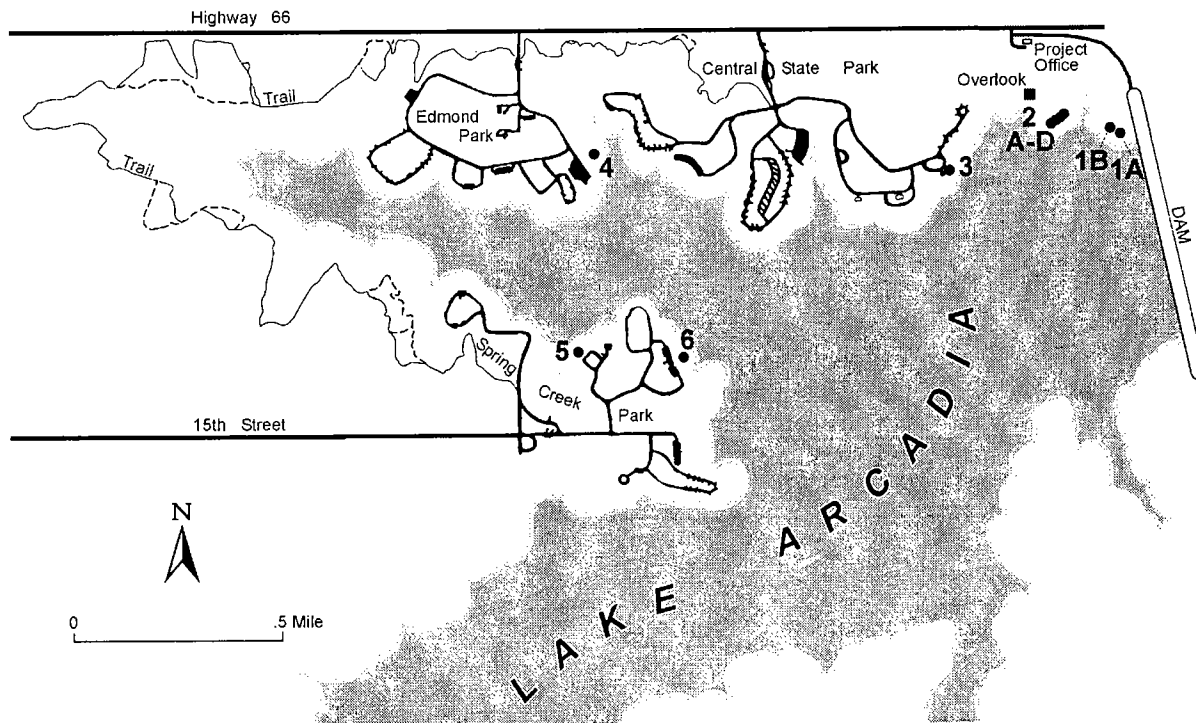 Highway 66
Project
Office
Central State Park
Overlook
Trail
Edmond
Park
2
A-D
1B
1A
4
3
Trail
DAM
5
6
Spring
Creek
Park
15th Street
N
0 .5 Mile
LAKE ARCADIA